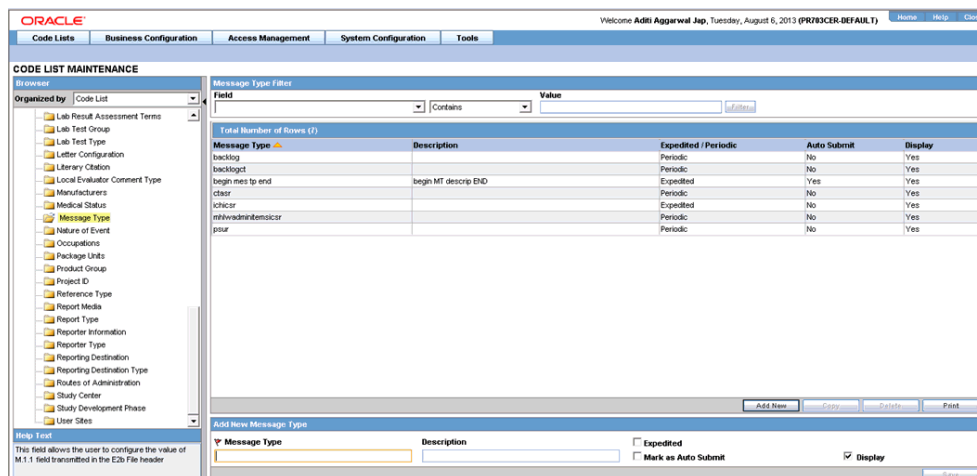 ORACLE
Welcome Aditi Aggarwal Jap, Tuesday, August 6, 2013 (PR703CER-DEFAULT) Home Help Clos
Code Lists Business Configuration Access Management System Configuration Tools
CODE LIST MAINTENANCE
Browser
Organized by Code List
Lab Result Assessment Terms
Lab Test Group
Lab Test Type
Letter Configuration
Literary Citation
Local Evaluator Comment Type
Manufacturers
Medical Status
Message Type
Nature of Event
Occupations
Package Units
Product Group
Project ID
Reference Type
Report Media
Report Type
Reporter Information
Reporter Type
Reporting Destination
Reporting Destination Type
Routes of Administration
Study Center
Study Development Phase
User Sites
Help Text
This field allows the user to configure the value of
M.1.1 field transmitted in the E2b File header
Message Type Filter
Field Value
Contains Filter
Total Number of Rows (7)
Message Type Description Expedited / Periodic Auto Submit Display
backlog Periodic No Yes
backlogct Periodic No Yes
begin mes tp end begin MT descrip END Expedited Yes Yes
ctasr Periodic No Yes
ichicsr Expedited No Yes
mhlwadmintemsicsr Periodic No Yes
psur Periodic No Yes
Add New Copy Delete Print
Add New Message Type
Message Type Description Expedited
Mark as Auto Submit Display
Save